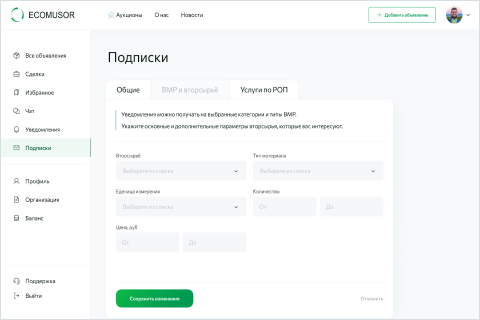 ECOMUSOR
Аукционы
О нас
Новости
+ Добавить объявление
Все объявления
Сделки
Избранное
Чат
Уведомления
Подписки
Профиль
Организация
Баланс
Поддержка
Выйти
Подписки
Общие
ВМР и вторсырьё
Услуги по РОП
Уведомления можно получать на выбранные категории и типы ВМР.
Укажите основные и дополнительные параметры вторсырья, которые вас интересуют.
Вторсырьё
Тип материала
Выберите из списка
Выберите из списка
Единица измерения
Количество
Выберите из списка
От
До
Цена, руб
От
До
Сохранить изменения
Отменить